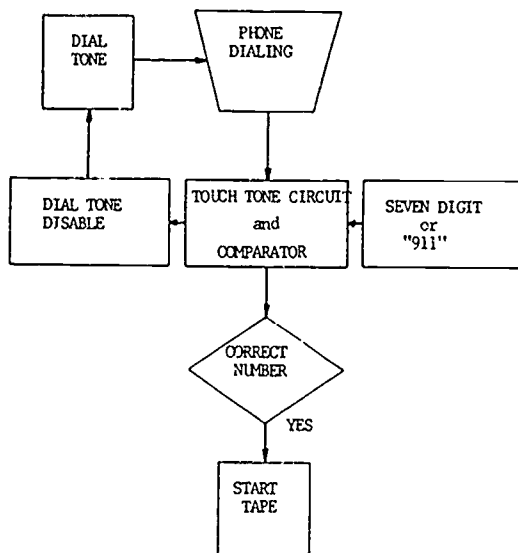 DIAL
TONE
PHONE
DIALING
DIAL TONE
DISABLE
TOUCH TONE CIRCUIT
and
COMPARATOR
SEVEN DIGIT
or
"911"
CORRECT
NUMBER
YES
START
TAPE